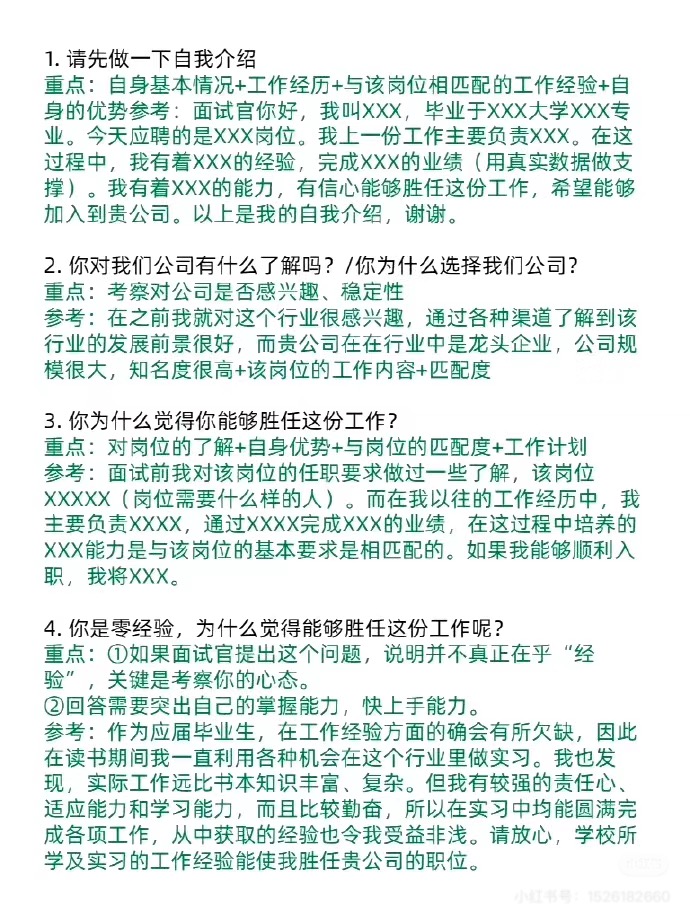 1. 请先做一下自我介绍
重点：自身基本情况+工作经历+与该岗位相匹配的工作经验+自
身的优势参考：面试官你好，我叫XXX，毕业于XXX大学XXX专
业。今天应聘的是XXX岗位。我上一份工作主要负责XXX。在这
过程中，我有着XXX的经验，完成XXX的业绩（用真实数据做支
撑）。我有着XXX的能力，有信心能够胜任这份工作，希望能够
加入到贵公司。以上是我的自我介绍，谢谢。
2. 你对我们公司有什么了解吗？/你为什么选择我们公司？
重点：考察对公司是否感兴趣、稳定性
参考：在之前我就对这个行业很感兴趣，通过各种渠道了解到该
行业的发展前景很好，而贵公司在在行业中是龙头企业，公司规
模很大，知名度很高+该岗位的工作内容+匹配度
3. 你为什么觉得你能够胜任这份工作？
重点：对岗位的了解+自身优势+与岗位的匹配度+工作计划
参考：面试前我对该岗位的任职要求做过一些了解，该岗位
XXXXX（岗位需要什么样的人）。而在我以往的工作经历中，我
主要负责XXXX，通过XXXX完成XXX的业绩，在这过程中培养的
XXX能力是与该岗位的基本要求是相匹配的。如果我能够顺利入
职，我将XXX。
4. 你是零经验，为什么觉得能够胜任这份工作呢？
重点：①如果面试官提出这个问题，说明并不真正在乎“经
验”，关键是考察你的心态。
②回答需要突出自己的掌握能力，快上手能力。
参考：作为应届毕业生，在工作经验方面的确会有所欠缺，因此
在读书期间我一直利用各种机会在这个行业里做实习。我也发
现，实际工作远比书本知识丰富、复杂。但我有较强的责任心、
适应能力和学习能力，而且比较勤奋，所以在实习中均能圆满完
成各项工作，从中获取的经验也令我受益非浅。请放心，学校所
学及实习的工作经验能使我胜任贵公司的职位。
小红书号：1526182660